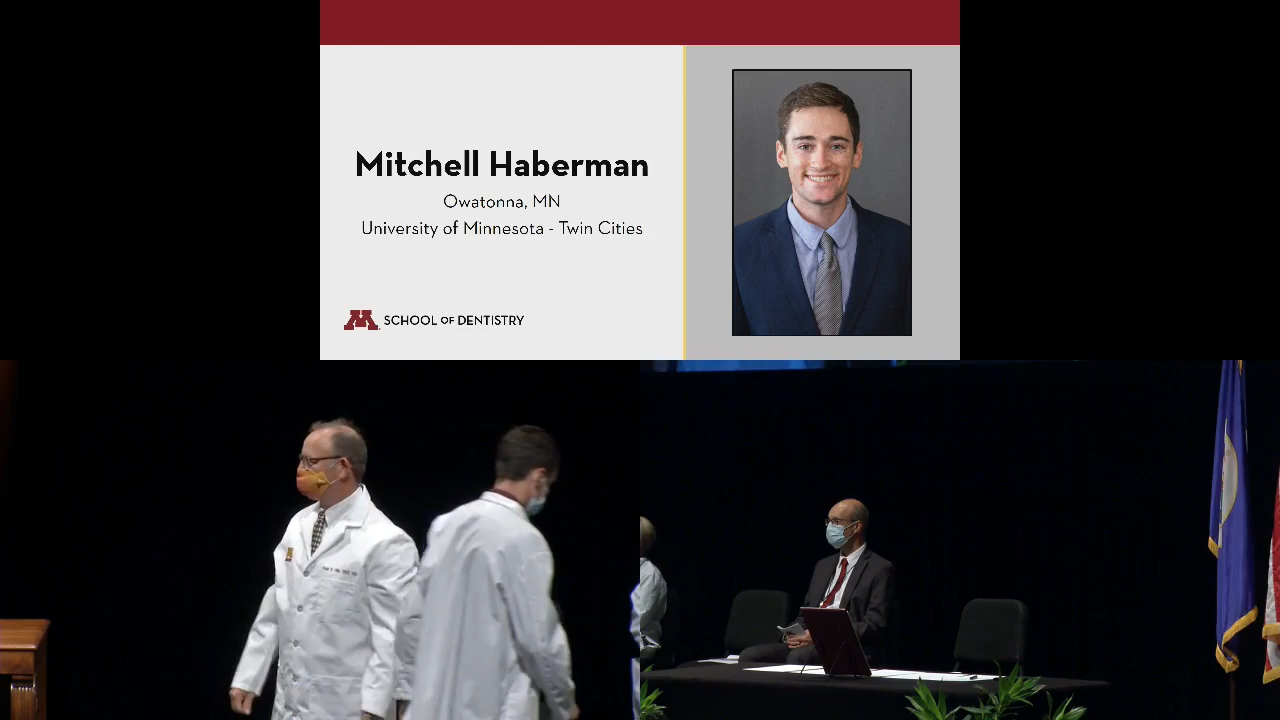 Mitchell Haberman
Owatonna, MN
University of Minnesota - Twin Cities
M SCHOOL OF DENTISTRY